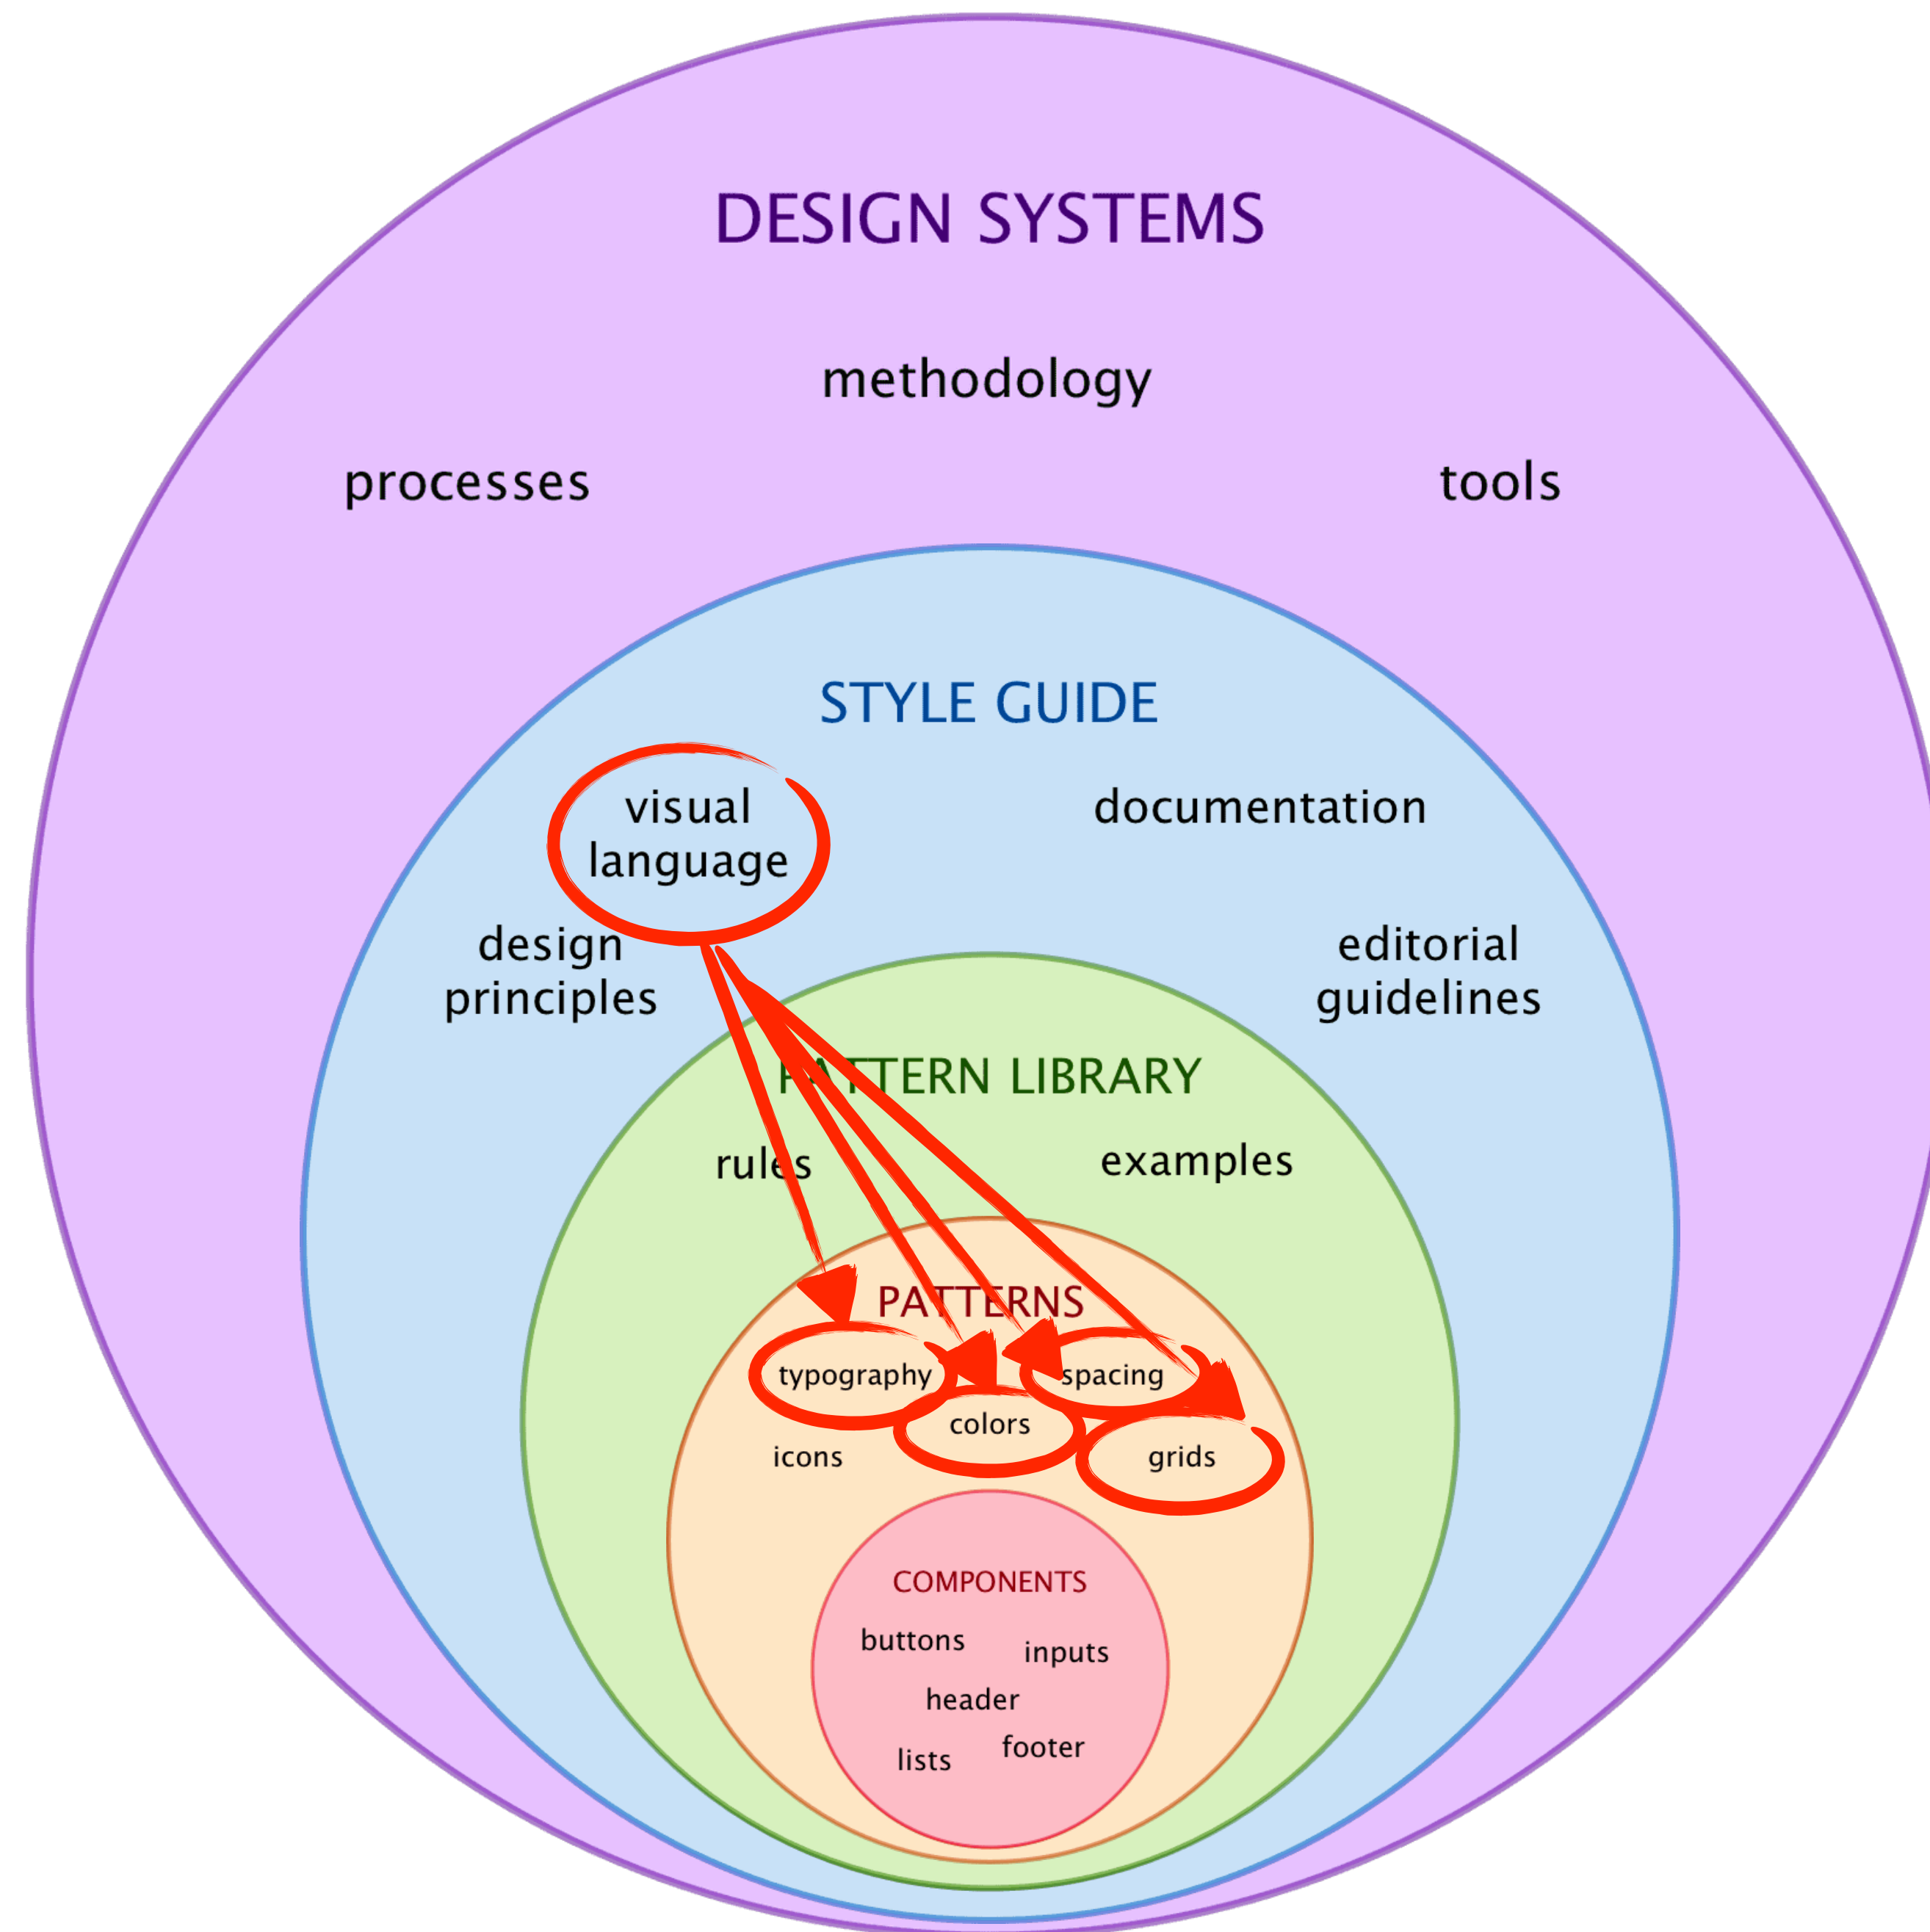 DESIGN SYSTEMS
methodology
processes
tools
STYLE GUIDE
visual
language
documentation
design
principles
editorial
guidelines
PATTERN LIBRARY
rules
examples
PATTERNS
typography
spacing
colors
icons
grids
COMPONENTS
buttons
inputs
header
footer
lists